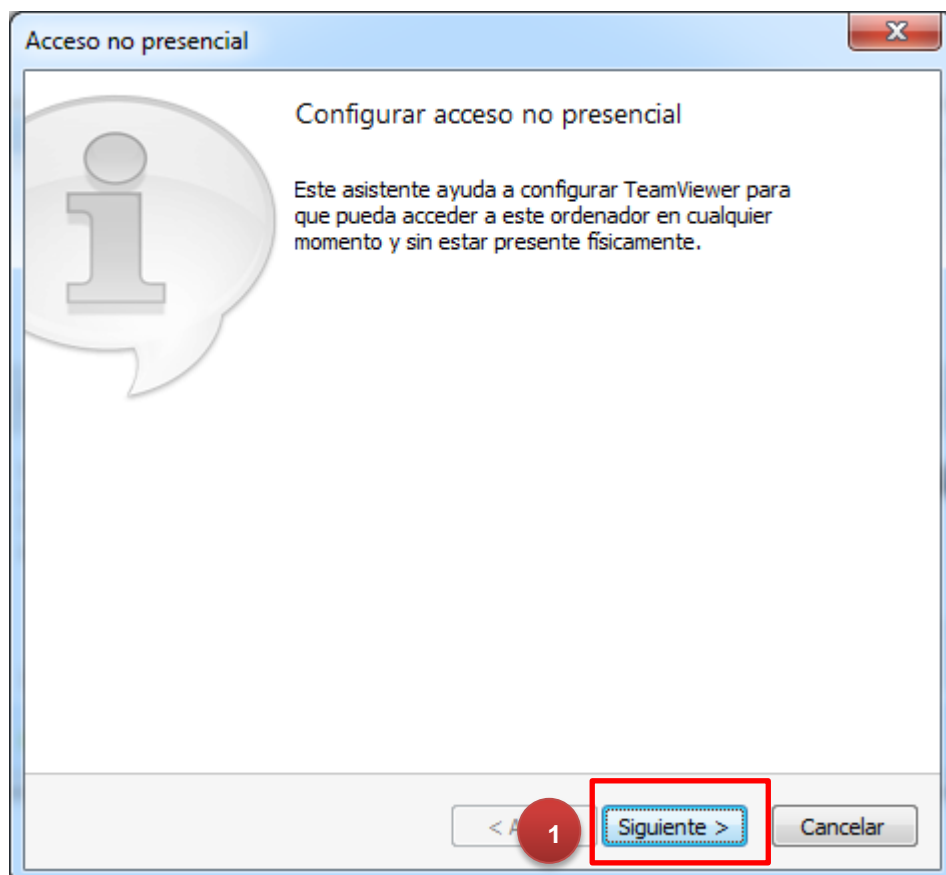 Acceso no presencial
Configurar acceso no presencial
Este asistente ayuda a configurar TeamViewer para
que pueda acceder a este ordenador en cualquier
momento y sin estar presente físicamente.
< 1 Siguiente > Cancelar